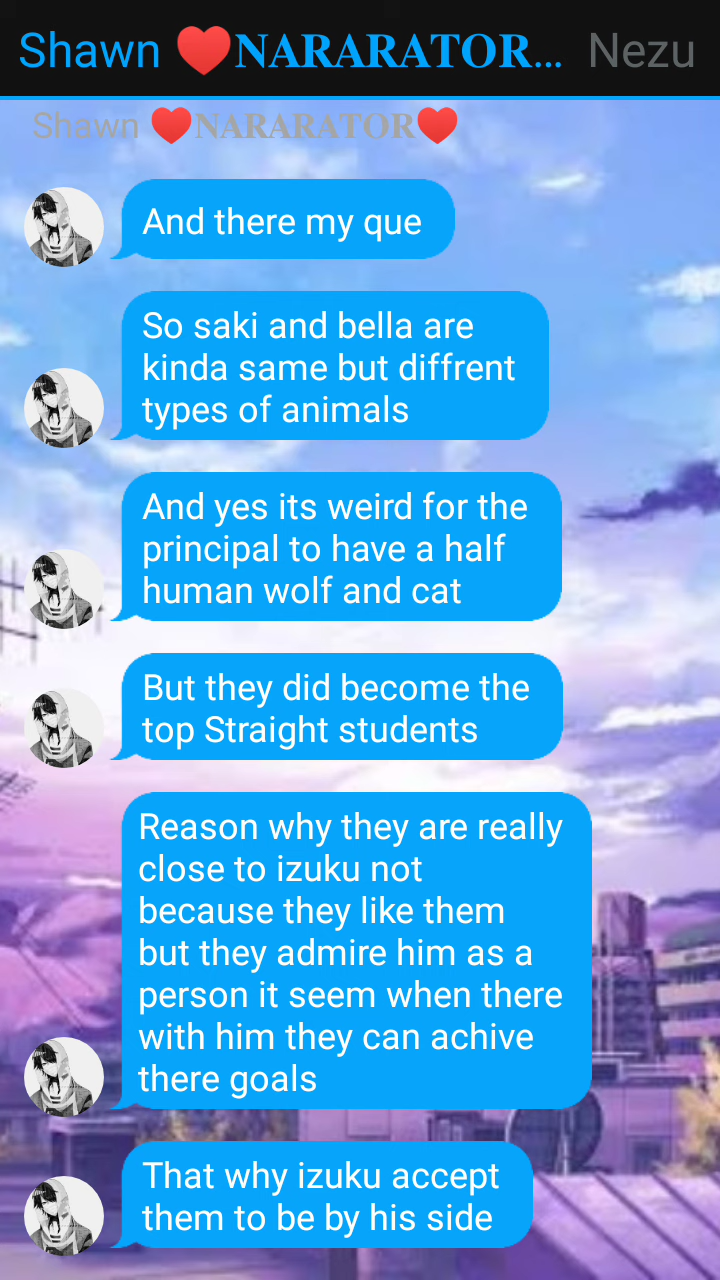 Shawn ❤️NARARATOR... Nezu
Shawn ❤️NARARATOR❤️
And there my que
So saki and bella are
kinda same but diffrent
types of animals
And yes its weird for the
principal to have a half
human wolf and cat
But they did become the
top Straight students
Reason why they are really
close to izuku not
because they like them
but they admire him as a
person it seem when there
with him they can achive
there goals
That why izuku accept
them to be by his side